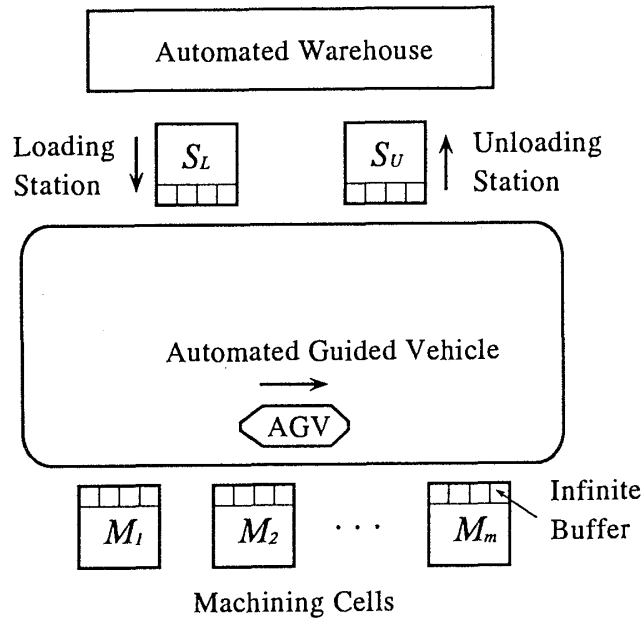 Automated Warehouse
Loading
Station
S_L
S_U
Unloading
Station
Automated Guided Vehicle
AGV
M_1
M_2
. . .
M_m
Infinite
Buffer
Machining Cells